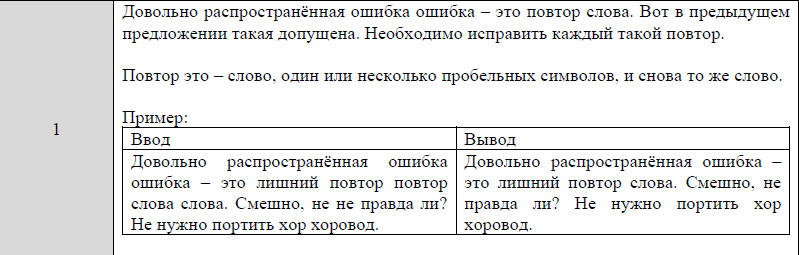 Довольно распространённая ошибка ошибка – это повтор слова. Вот в предыдущем
предложении такая допущена. Необходимо исправить каждый такой повтор.
Повтор это – слово, один или несколько пробельных символов, и снова то же слово.
1
Пример:
Ввод
Вывод
Довольно распространённая ошибка
ошибка – это лишний повтор повтор
слова слова. Смешно, не не правда ли?
Не нужно портить хор хоровод.
Довольно распространённая ошибка –
это лишний повтор слова. Смешно, не
правда ли? Не нужно портить хор
хоровод.